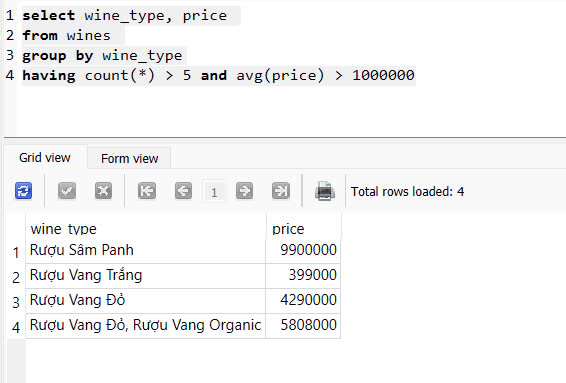 1 select wine_type, price
2 from wines
3 group by wine_type
4 having count(*) > 5 and avg(price) > 1000000
Grid view Form view
1 Total rows loaded: 4
wine_type price
1 Rượu Sâm Panh 9900000
2 Rượu Vang Trắng 399000
3 Rượu Vang Đỏ 4290000
4 Rượu Vang Đỏ, Rượu Vang Organic 5808000